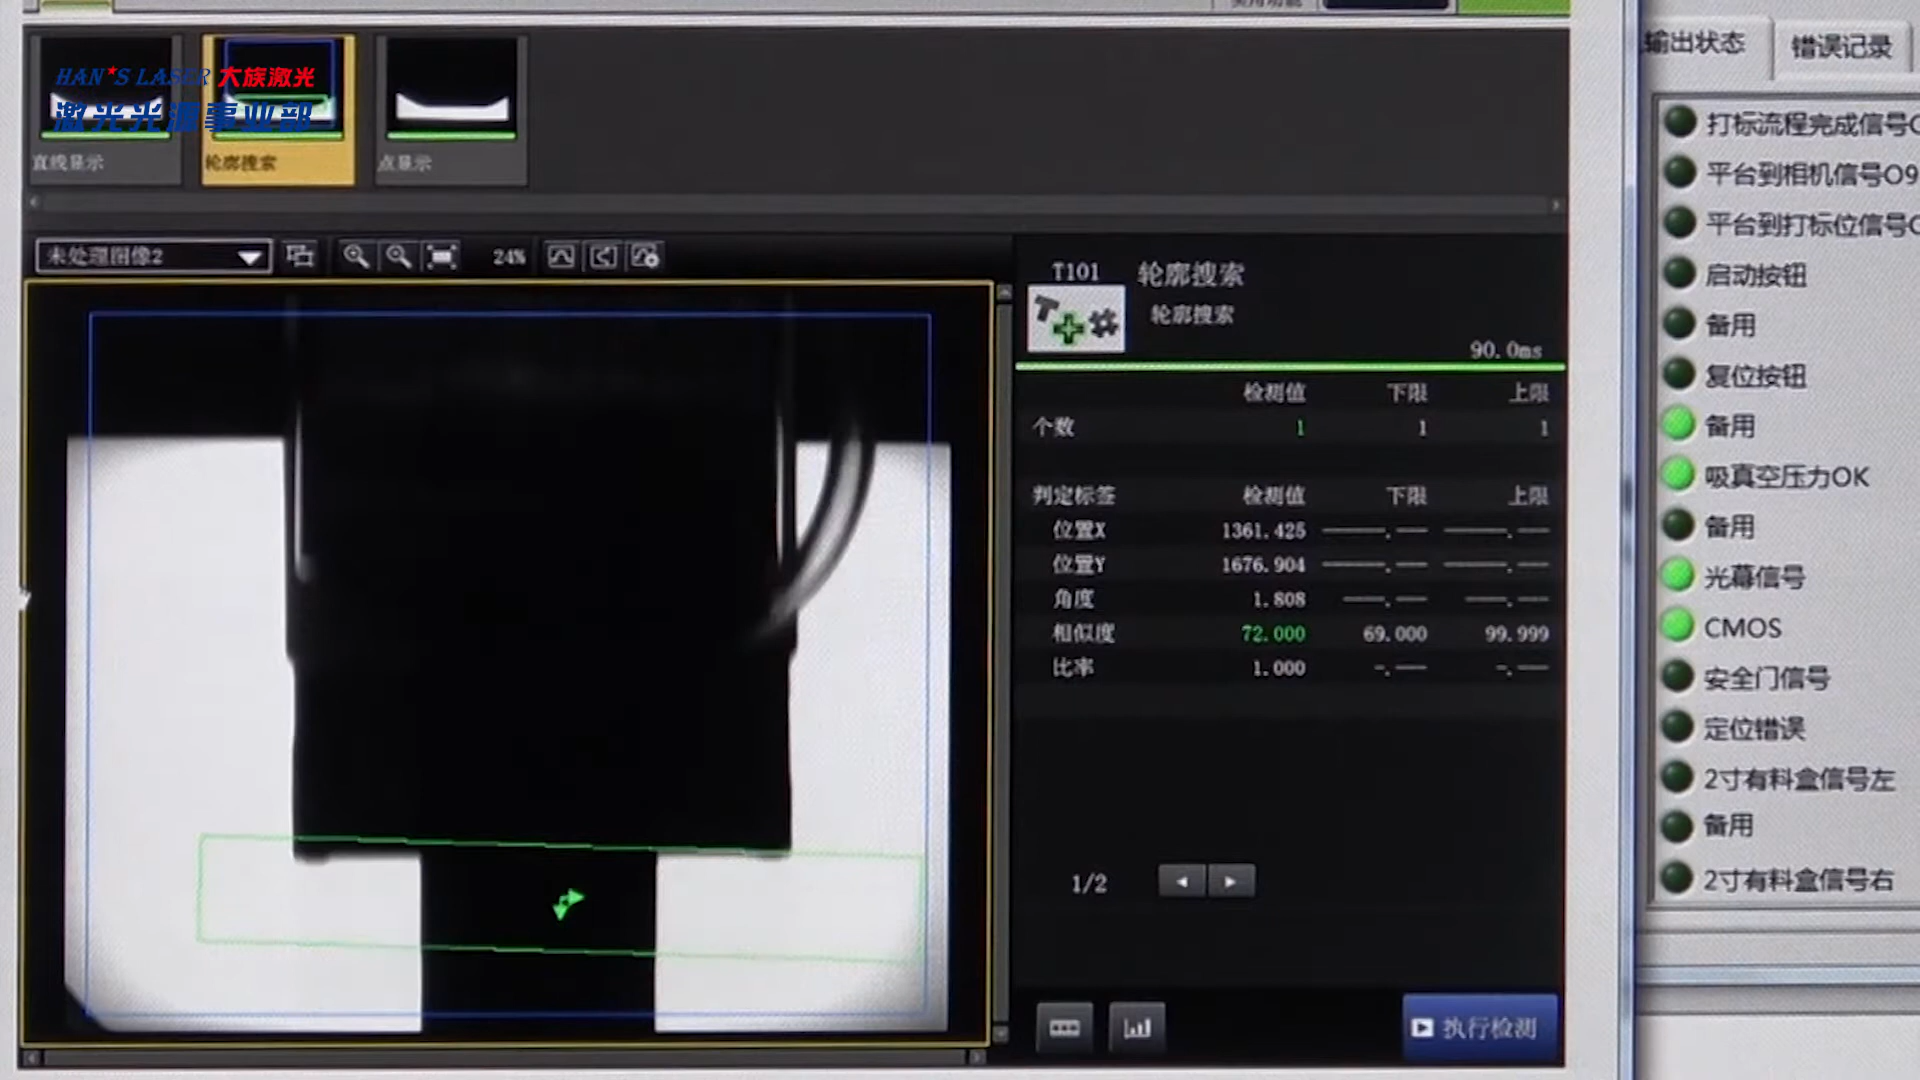 HAN'S LASER 大族激光
激光光源事业部
直线显示
轮廓搜索
点显示
未处理图像2
24%
T101
轮廓搜索
轮廓搜索
90.0ms
检测值 下限 上限
个数 1 1 1
判定标签 检测值 下限 上限
位置X 1361.425
位置Y 1676.904
角度 1.808
相似度 72.000 69.000 99.999
比率 1.000
1/2
执行检测
输出状态
错误记录
打标流程完成信号
平台到相机信号O9
平台到打标位信号
启动按钮
备用
复位按钮
备用
吸真空压力OK
备用
光幕信号
CMOS
安全门信号
定位错误
2寸有料盒信号左
备用
2寸有料盒信号右